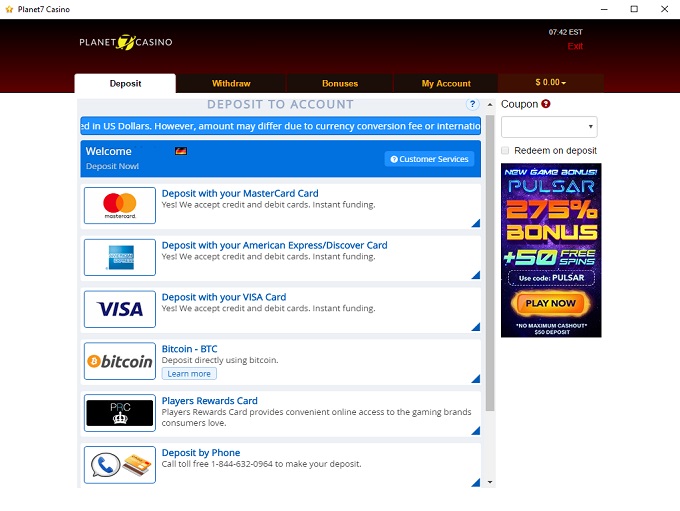 Planet7 Casino
PLANET 7 CASINO
07:42 EST
Exit
Deposit
Withdraw
Bonuses
My Account
$ 0.00
DEPOSIT TO ACCOUNT
?
ed in US Dollars. However, amount may differ due to currency conversion fee or internatio
Welcome
Deposit Now!
? Customer Services
mastercard.
Deposit with your MasterCard Card
Yes! We accept credit and debit cards. Instant funding.
AMERICAN EXPRESS
Deposit with your American Express/Discover Card
Yes! We accept credit and debit cards. Instant funding.
VISA
Deposit with your VISA Card
Yes! We accept credit and debit cards. Instant funding.
bitcoin
Bitcoin - BTC
Deposit directly using bitcoin.
Learn more
PRC
Players Rewards Card
Players Rewards Card provides convenient online access to the gaming brands
consumers love.
Deposit by Phone
Call toll free 1-844-632-0964 to make your deposit.
Coupon ?
Redeem on deposit
NEW GAME BONUS!
PULSAR
275%
BONUS
+50 FREE SPINS
Use code: PULSAR
PLAY NOW
*NO MAXIMUM CASHOUT*
$50 DEPOSIT